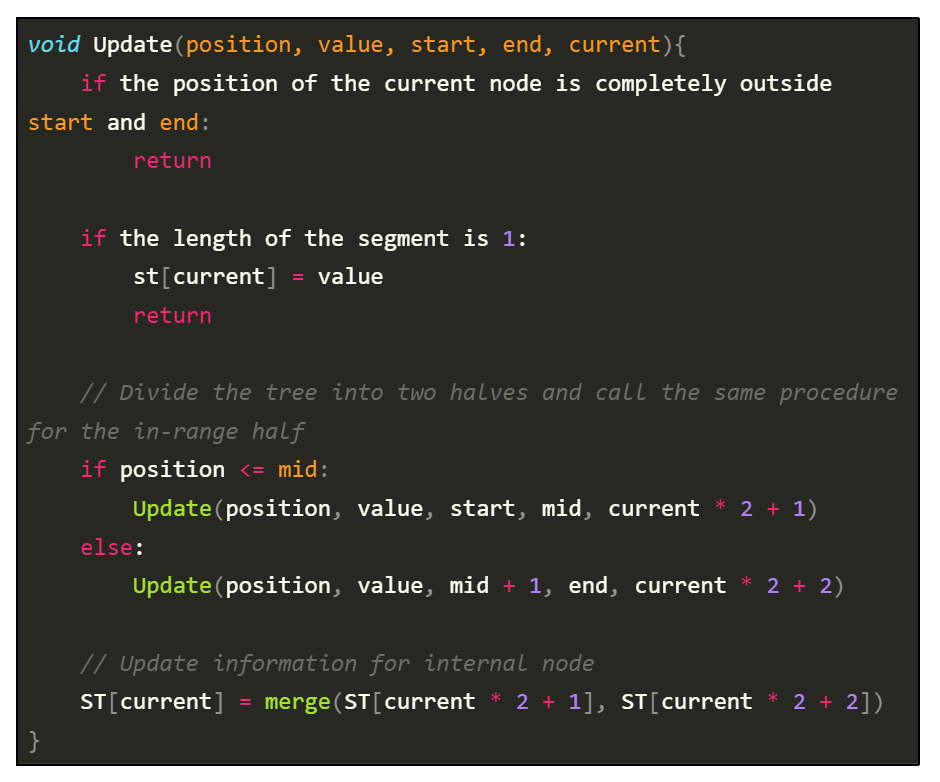 void Update(position, value, start, end, current){
    if the position of the current node is completely outside
start and end:
        return

    if the length of the segment is 1:
        st[current] = value
        return

    // Divide the tree into two halves and call the same procedure
for the in-range half
    if position <= mid:
        Update(position, value, start, mid, current * 2 + 1)
    else:
        Update(position, value, mid + 1, end, current * 2 + 2)

    // Update information for internal node
    ST[current] = merge(ST[current * 2 + 1], ST[current * 2 + 2])
}